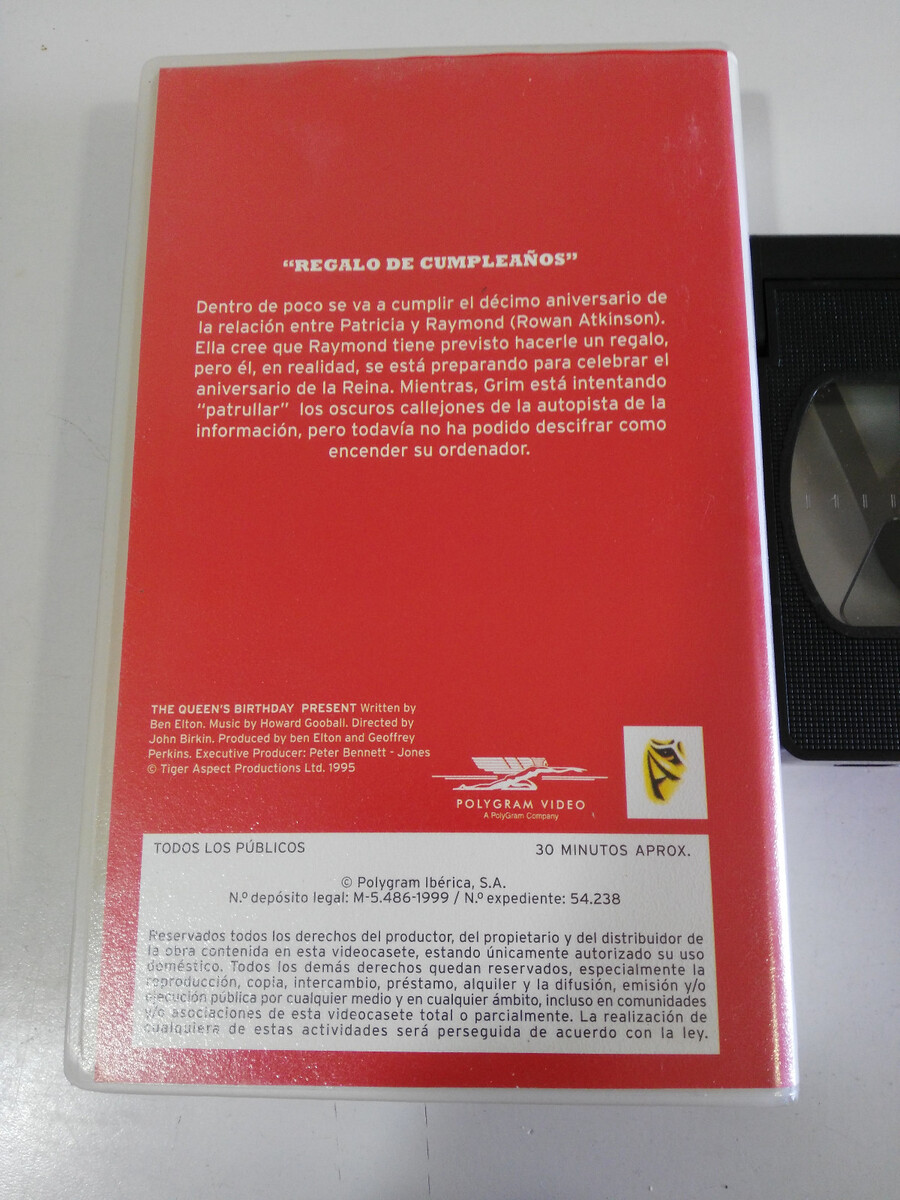 “REGALO DE CUMPLEAÑOS”
Dentro de poco se va a cumplir el décimo aniversario de
la relación entre Patricia y Raymond (Rowan Atkinson).
Ella cree que Raymond tiene previsto hacerle un regalo,
pero él, en realidad, se está preparando para celebrar el
aniversario de la Reina. Mientras, Grim está intentando
“patrullar” los oscuros callejones de la autopista de la
información, pero todavía no ha podido descifrar como
encender su ordenador.
THE QUEEN'S BIRTHDAY PRESENT Written by
Ben Elton. Music by Howard Gooball. Directed by
John Birkin. Produced by ben Elton and Geoffrey
Perkins. Executive Producer: Peter Bennett - Jones
© Tiger Aspect Productions Ltd. 1995
POLYGRAM VIDEO
A PolyGram Company
TODOS LOS PÚBLICOS
30 MINUTOS APROX.
© Polygram Ibérica, S.A.
N.º depósito legal: M-5.486-1999 / N.º expediente: 54.238
Reservados todos los derechos del productor, del propietario y del distribuidor de
la obra contenida en esta videocasete, estando únicamente autorizado su uso
doméstico. Todos los demás derechos quedan reservados, especialmente la
reproducción, copia, intercambio, préstamo, alquiler y la difusión, emisión y/o
ejecución pública por cualquier medio y en cualquier ámbito, incluso en comunidades
y/o asociaciones de esta videocasete total o parcialmente. La realización de
cualquiera de estas actividades será perseguida de acuerdo con la ley.